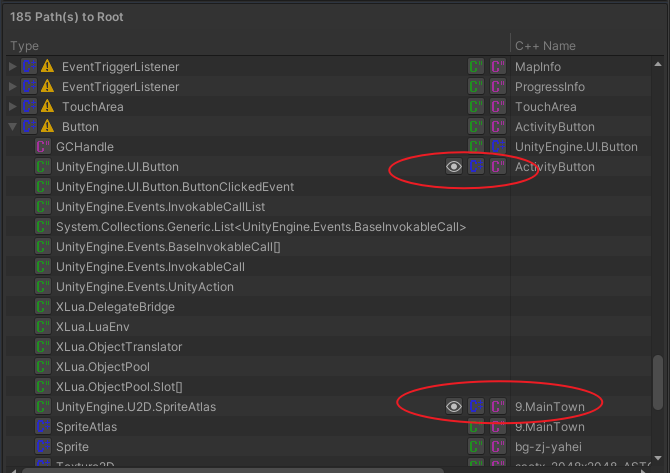 185 Path(s) to Root
Type C++ Name
EventTriggerListener MapInfo
EventTriggerListener ProgressInfo
TouchArea TouchArea
Button ActivityButton
GCHandle UnityEngine.UI.Button
UnityEngine.UI.Button ActivityButton
UnityEngine.UI.Button.ButtonClickedEvent
UnityEngine.Events.InvokableCallList
System.Collections.Generic.List<UnityEngine.Events.BaseInvokableCall>
UnityEngine.Events.BaseInvokableCall[]
UnityEngine.Events.InvokableCall
UnityEngine.Events.UnityAction
XLua.DelegateBridge
XLua.LuaEnv
XLua.ObjectTranslator
XLua.ObjectPool
XLua.ObjectPool.Slot[]
UnityEngine.U2D.SpriteAtlas 9.MainTown
SpriteAtlas 9.MainTown
Sprite bg-zj-yahei
Texture2D